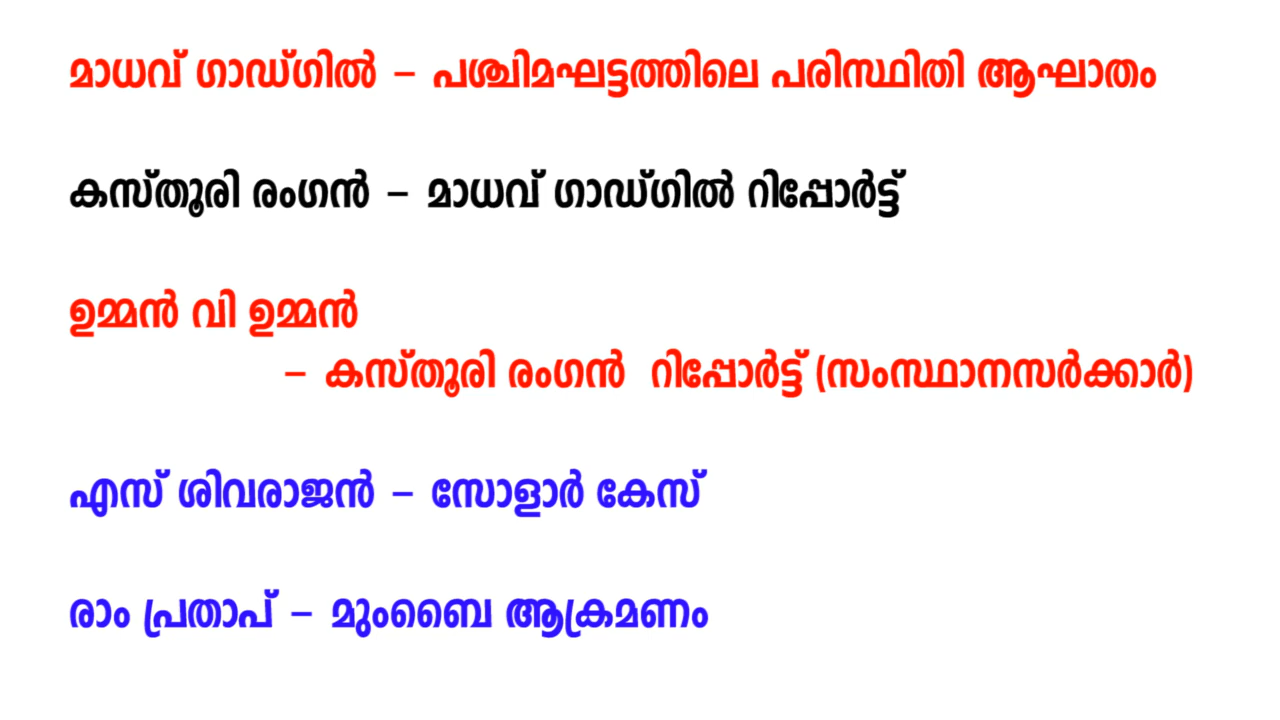 മാധവ് ഗാഡ്ഗിൽ – പശ്ചിമഘട്ടത്തിലെ പരിസ്ഥിതി ആഘാതം
കസ്തൂരി രംഗൻ – മാധവ് ഗാഡ്ഗിൽ റിപ്പോർട്ട്
ഉമ്മൻ വി ഉമ്മൻ
– കസ്തൂരി രംഗൻ റിപ്പോർട്ട് (സംസ്ഥാനസർക്കാർ)
എസ് ശിവരാജൻ – സോളാർ കേസ്
രാം പ്രതാപ് – മുംബൈ ആക്രമണം